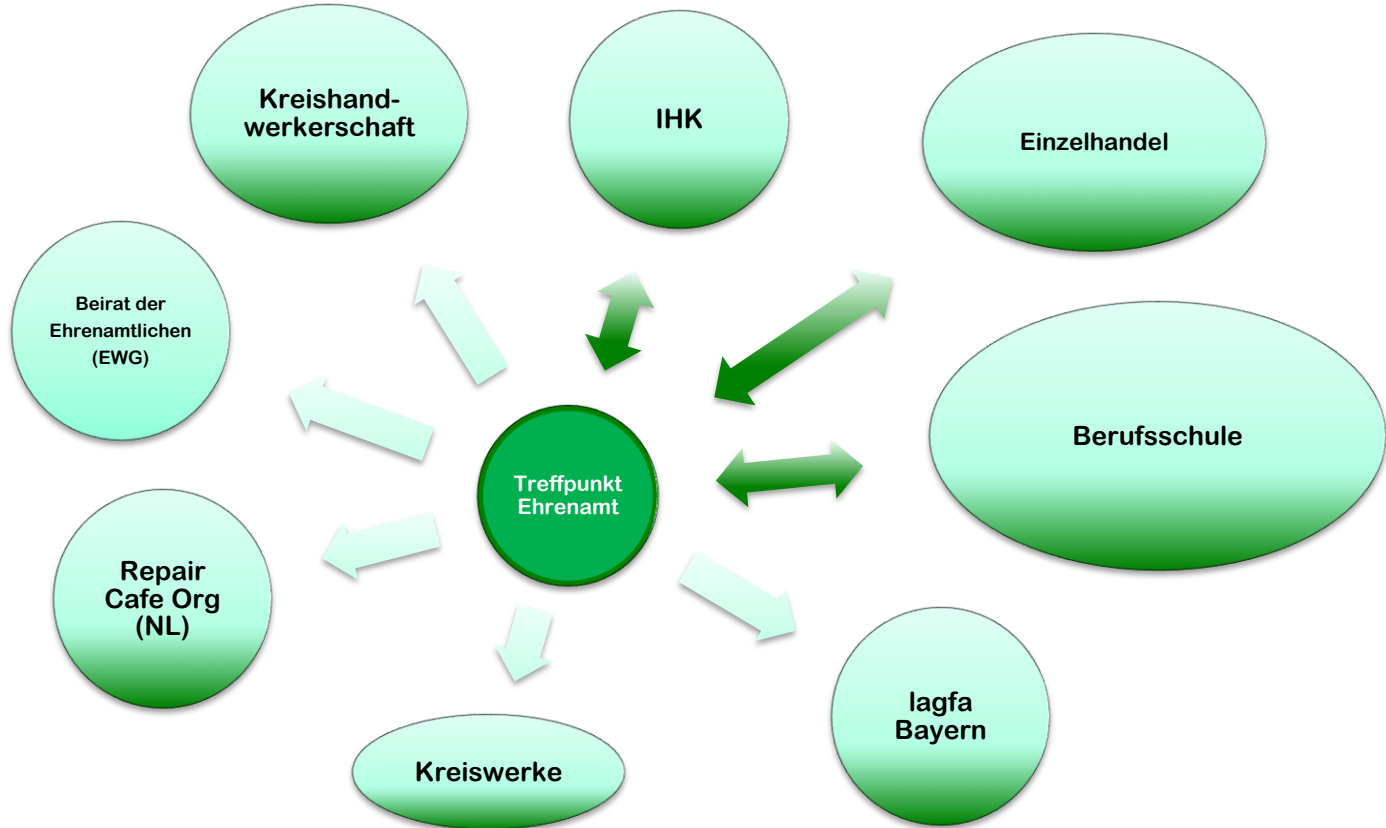 Kreishand-
werkerschaft
IHK
Einzelhandel
Beirat der
Ehrenamtlichen
(EWG)
Berufsschule
Treffpunkt
Ehrenamt
Repair
Cafe Org
(NL)
lagfa
Bayern
Kreiswerke